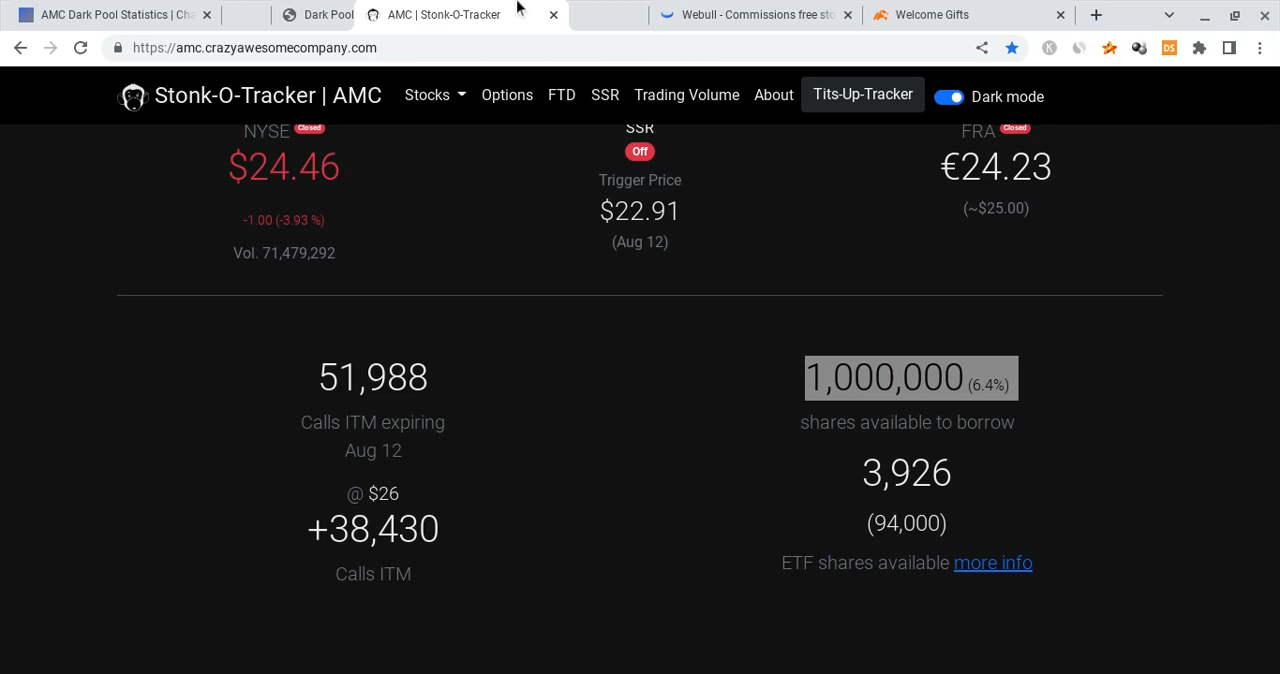 AMC Dark Pool Statistics | Cha
Dark Pool
AMC | Stonk-O-Tracker
Webull - Commissions free sto
Welcome Gifts
https://amc.crazyawesomecompany.com
K
DS
Stonk-O-Tracker | AMC
Stocks
Options
FTD
SSR
Trading Volume
About
Tits-Up-Tracker
Dark mode
NYSE Closed
$24.46
-1.00 (-3.93 %)
Vol. 71,479,292
SSR
Off
Trigger Price
$22.91
(Aug 12)
FRA Closed
€24.23
(~$25.00)
51,988
Calls ITM expiring
Aug 12
@ $26
+38,430
Calls ITM
1,000,000 (6.4%)
shares available to borrow
3,926
(94,000)
ETF shares available more info